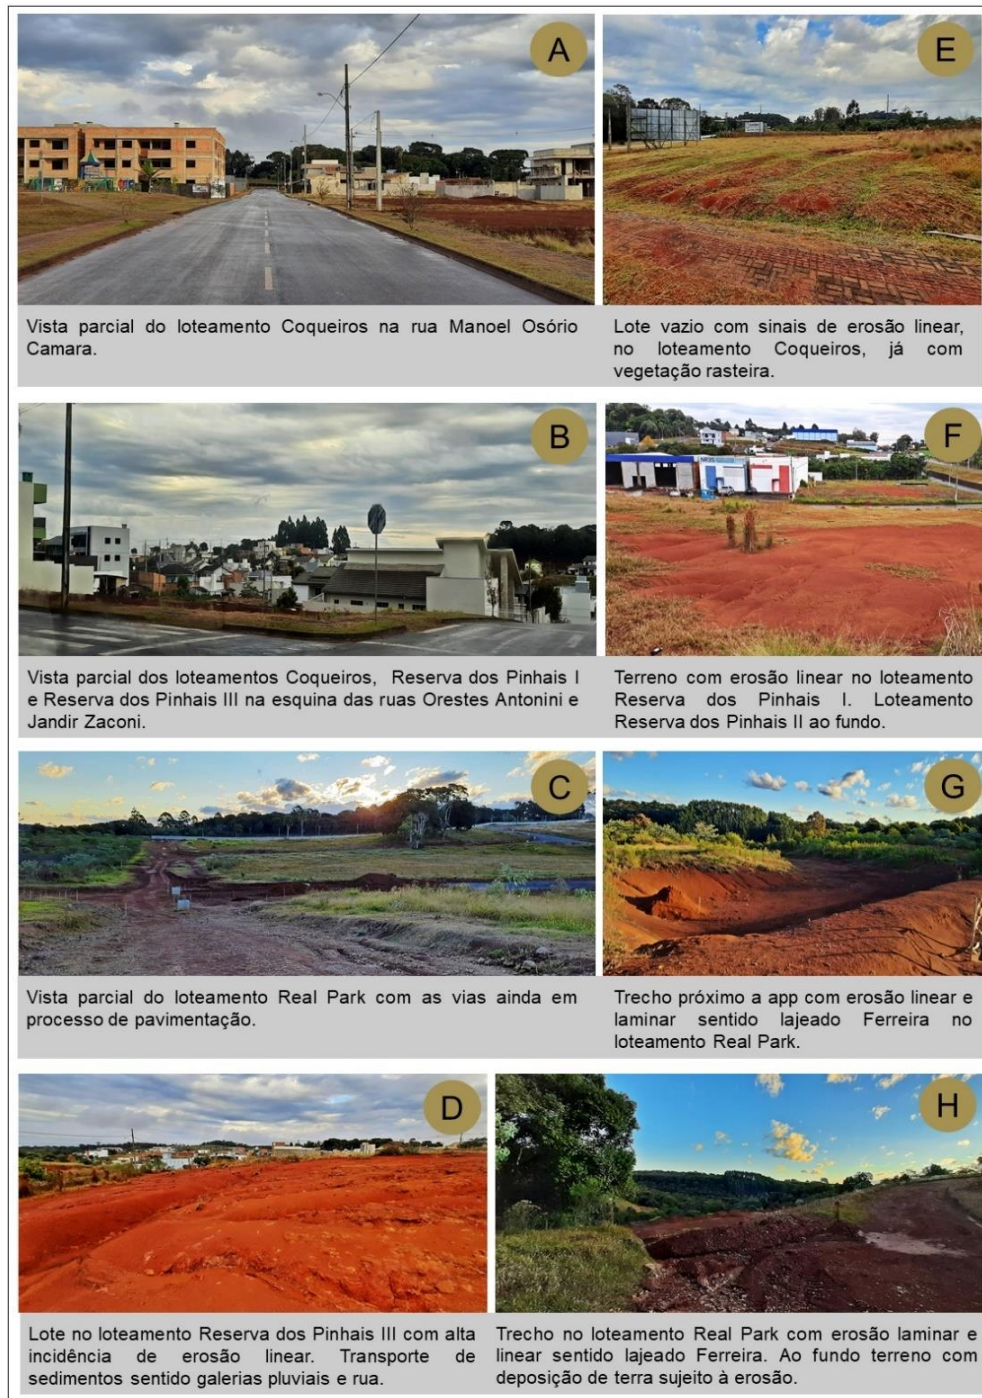 A
Vista parcial do loteamento Coqueiros na rua Manoel Osório
Camara.
E
Lote vazio com sinais de erosão linear,
no loteamento Coqueiros, já com
vegetação rasteira.
B
Vista parcial dos loteamentos Coqueiros, Reserva dos Pinhais I
e Reserva dos Pinhais III na esquina das ruas Orestes Antonini e
Jandir Zaconi.
F
Terreno com erosão linear no loteamento
Reserva dos Pinhais I. Loteamento
Reserva dos Pinhais II ao fundo.
C
Vista parcial do loteamento Real Park com as vias ainda em
processo de pavimentação.
G
Trecho próximo a app com erosão linear e
laminar sentido lajeado Ferreira no
loteamento Real Park.
D
Lote no loteamento Reserva dos Pinhais III com alta
incidência de erosão linear. Transporte de
sedimentos sentido galerias pluviais e rua.
H
Trecho no loteamento Real Park com erosão laminar e
linear sentido lajeado Ferreira. Ao fundo terreno com
deposição de terra sujeito à erosão.